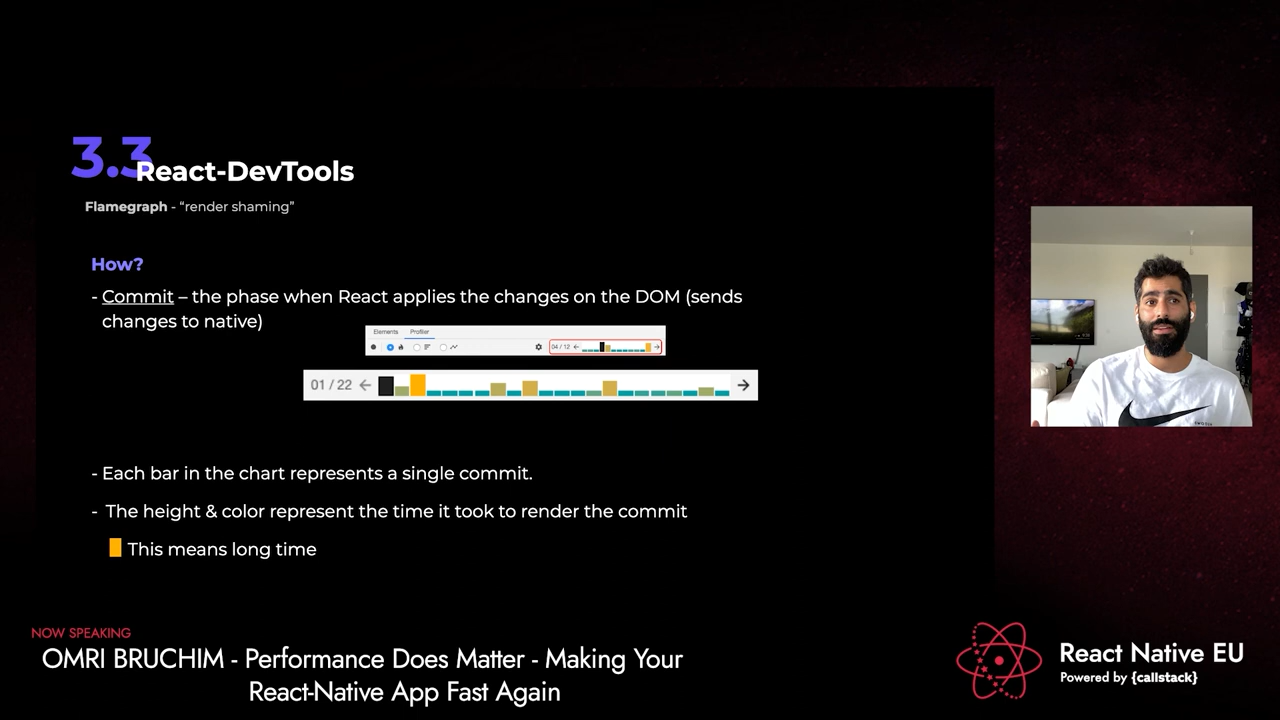 3.3
React-DevTools
Flamegraph - “render shaming”
How?
- Commit – the phase when React applies the changes on the DOM (sends
changes to native)
Elements Profiler
04 / 12
01 / 22
- Each bar in the chart represents a single commit.
- The height & color represent the time it took to render the commit
This means long time
NOW SPEAKING
OMRI BRUCHIM - Performance Does Matter - Making Your
React-Native App Fast Again
React Native EU
Powered by {callstack}